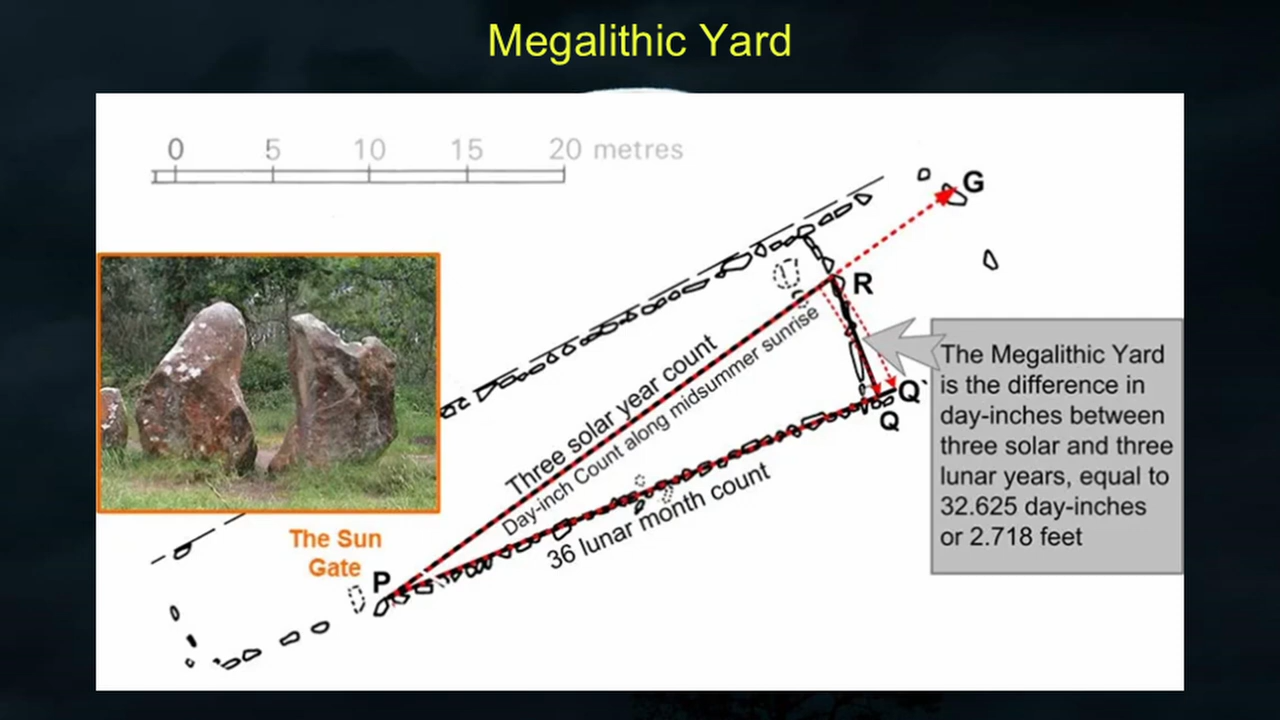 Megalithic Yard
0 5 10 15 20 metres
G
R
Three solar year count
Day-inch Count along midsummer sunrise
The Megalithic Yard
is the difference in
day-inches between
three solar and three
lunar years, equal to
32.625 day-inches
or 2.718 feet
Q`
Q
36 lunar month count
The Sun
Gate
P